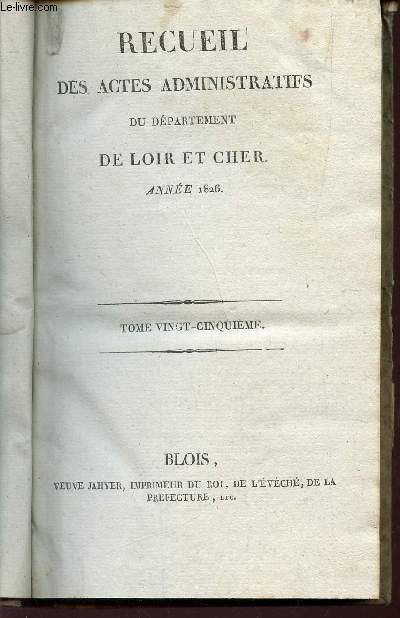 Le-livre.com
RECUEIL
DES ACTES ADMINISTRATIFS
DU DÉPARTEMENT
DE LOIR ET CHER.
ANNÉE 1826.
TOME VINGT-CINQUIEME.
BLOIS,
VEUVE JAHYER, IMPRIMEUR DU ROI, DE L'ÉVÊCHÉ, DE LA
PREFECTURE, ETC.